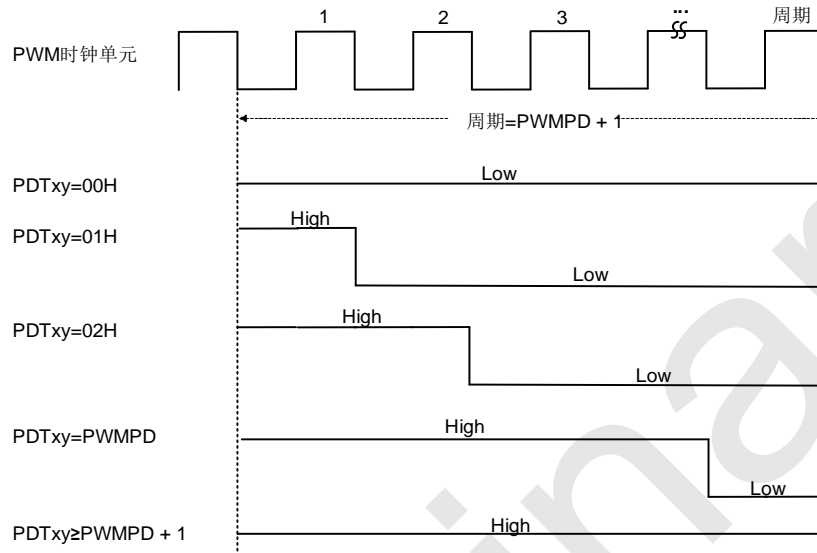 1 2 3 ... 周期
PWM时钟单元
周期=PWMPD + 1
PDTxy=00H
Low
High
PDTxy=01H
Low
High
PDTxy=02H
Low
PDTxy=PWMPD
High
Low
PDTxy≥PWMPD + 1
High